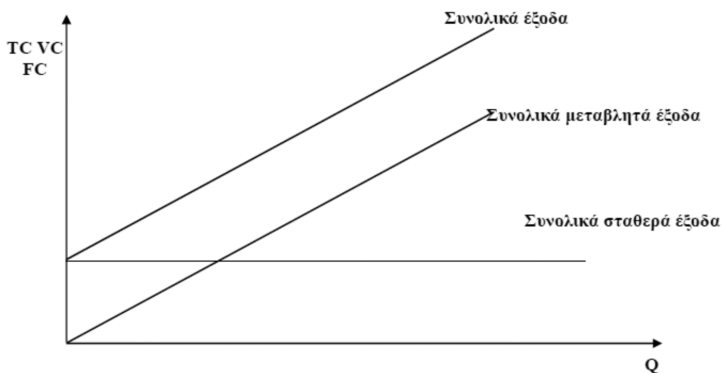 Συνολικά έξοδα
TC VC
FC
Συνολικά μεταβλητά έξοδα
Συνολικά σταθερά έξοδα
Q